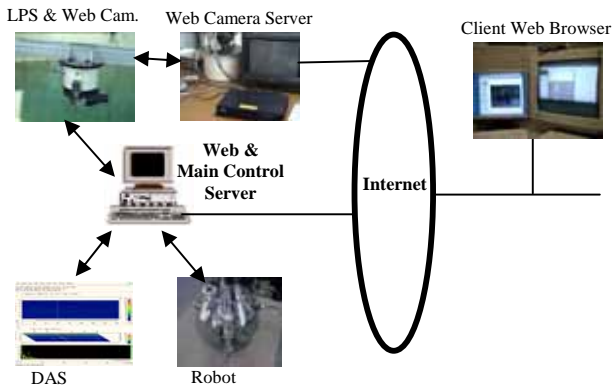 LPS & Web Cam.
Web Camera Server
Client Web Browser
Web &
Main Control
Server
Internet
DAS
Robot